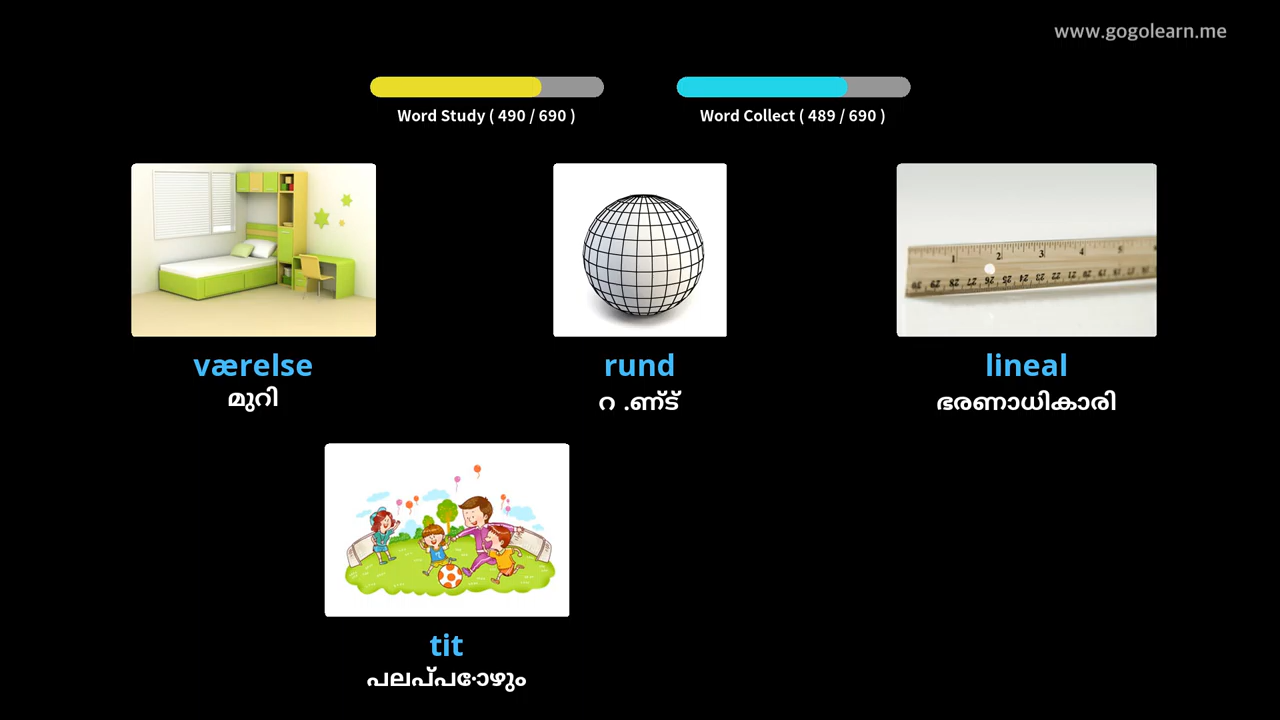 www.gogolearn.me
Word Study ( 490 / 690 )
Word Collect ( 489 / 690 )
værelse
rund
lineal
മുറി
റ .ണ്ട്
ഭരണാധികാരി
tit
പലപ്പോഴും